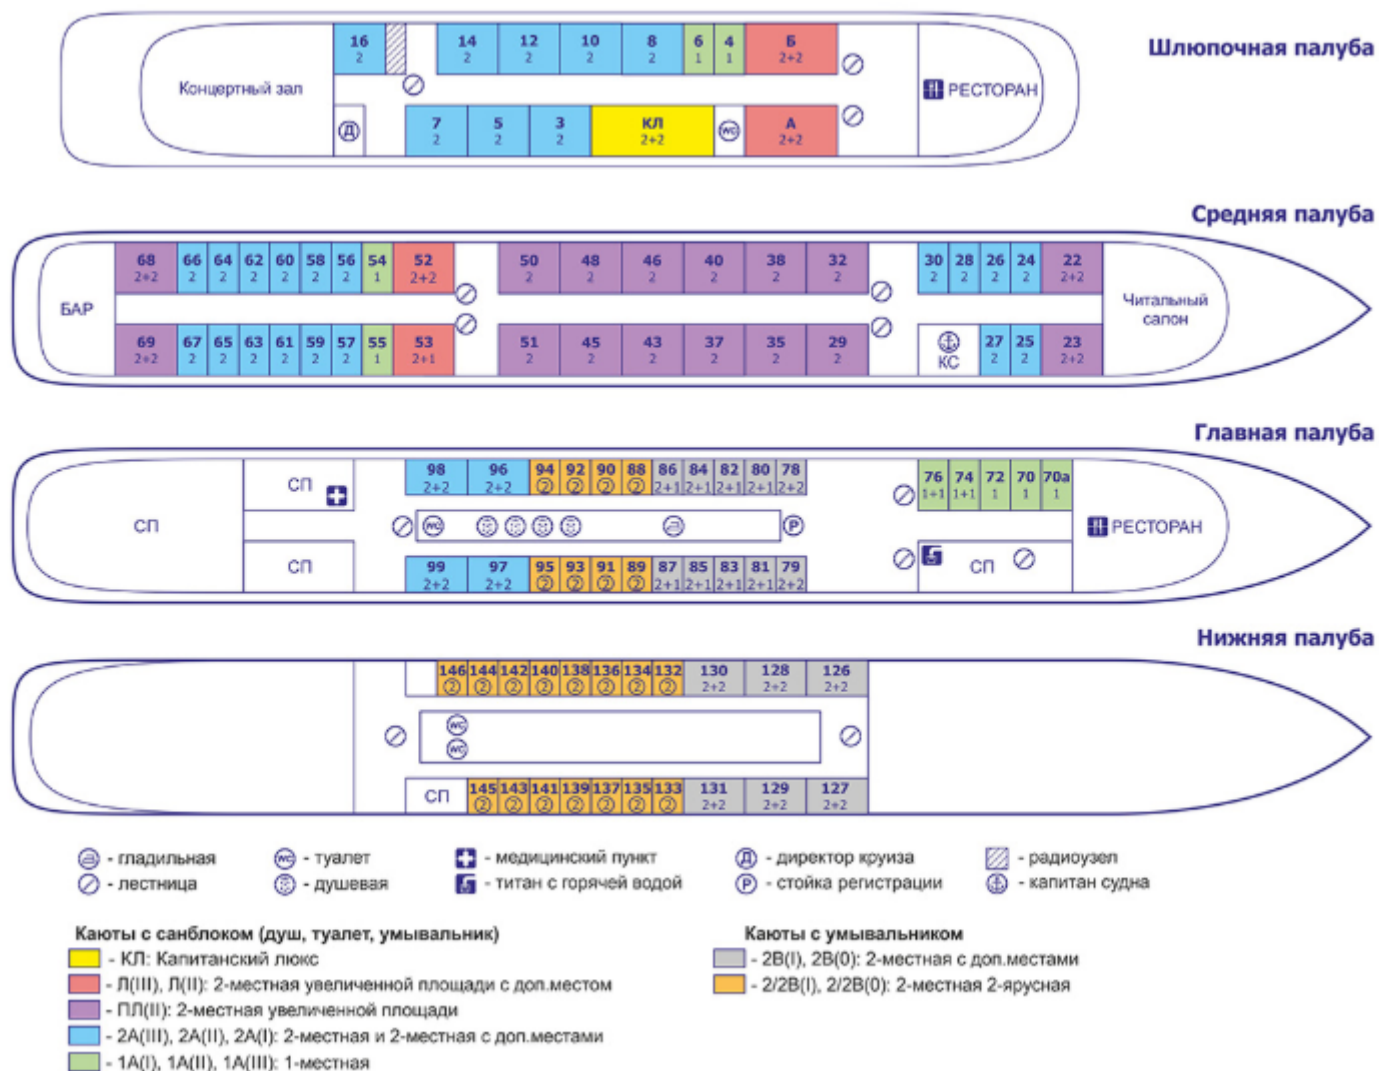 Шлюпочная палуба
16 14 12 10 8 6 4 Б
2 2 2 2 2 1 1 2+2
Концертный зал
РЕСТОРАН
Д 7 5 3 КЛ WC А
2 2 2 2+2 2+2
Средняя палуба
68 66 64 62 60 58 56 54 52 50 48 46 40 38 32 30 28 26 24 22
2+2 2 2 2 2 2 2 1 2+2 2 2 2 2 2 2 2 2 2 2 2+2
БАР
Читальный
салон
69 67 65 63 61 59 57 55 53 51 45 43 37 35 29 27 25 23
2+2 2 2 2 2 2 2 1 2+1 2 2 2 2 2 2 2 2 2+2
КС
Главная палуба
98 96 94 92 90 88 86 84 82 80 78 76 74 72 70 70а
2+2 2+2 2 2 2 2 2+1 2+1 2+1 2+1 2+2 1+1 1+1 1 1 1
СП
СП
WC Р
РЕСТОРАН
СП
СП
99 97 95 93 91 89 87 85 83 81 79
2+2 2+2 2 2 2 2 2+1 2+1 2+1 2+1 2+2
Нижняя палуба
146 144 142 140 138 136 134 132 130 128 126
2 2 2 2 2 2 2 2 2+2 2+2 2+2
WC
WC
СП
145 143 141 139 137 135 133 131 129 127
2 2 2 2 2 2 2 2+2 2+2 2+2
- гладильная
WC - туалет
- медицинский пункт
Д - директор круиза
- радиоузел
- лестница
- душевая
- титан с горячей водой
Р - стойка регистрации
- капитан судна
Каюты с санблоком (душ, туалет, умывальник)
- КЛ: Капитанский люкс
- Л(III), Л(II): 2-местная увеличенной площади с доп.местом
- ПЛ(II): 2-местная увеличенной площади
- 2А(III), 2А(II), 2А(I): 2-местная и 2-местная с доп.местами
- 1А(I), 1А(II), 1А(III): 1-местная
Каюты с умывальником
- 2В(I), 2В(0): 2-местная с доп.местами
- 2/2В(I), 2/2В(0): 2-местная 2-ярусная